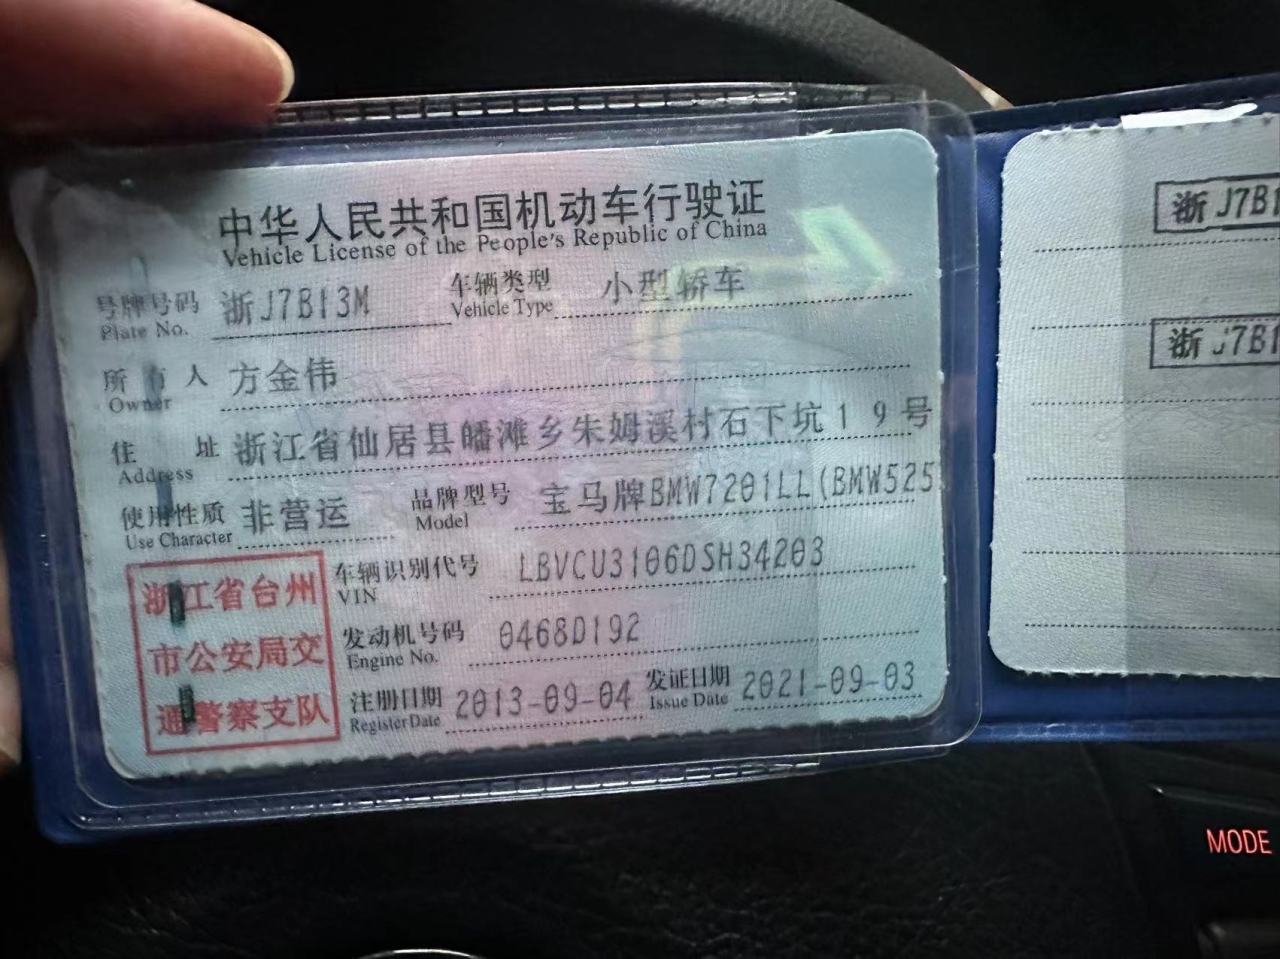 中华人民共和国机动车行驶证
Vehicle License of the People's Republic of China
号牌号码 浙J7B13M 车辆类型 小型轿车
Plate No. Vehicle Type
所有人 方金伟
Owner
住址 浙江省仙居县皤滩乡朱姆溪村石下坑19号
Address
使用性质 非营运 品牌型号 宝马牌BMW7201LL(BMW525
Use Character Model
车辆识别代号 LBVCU3106DSH34203
VIN
发动机号码 0468D192
Engine No.
注册日期 2013-09-04 发证日期 2021-09-03
Register Date Issue Date
浙江省台州
市公安局交
通警察支队
浙J7B1
浙J7B1
MODE